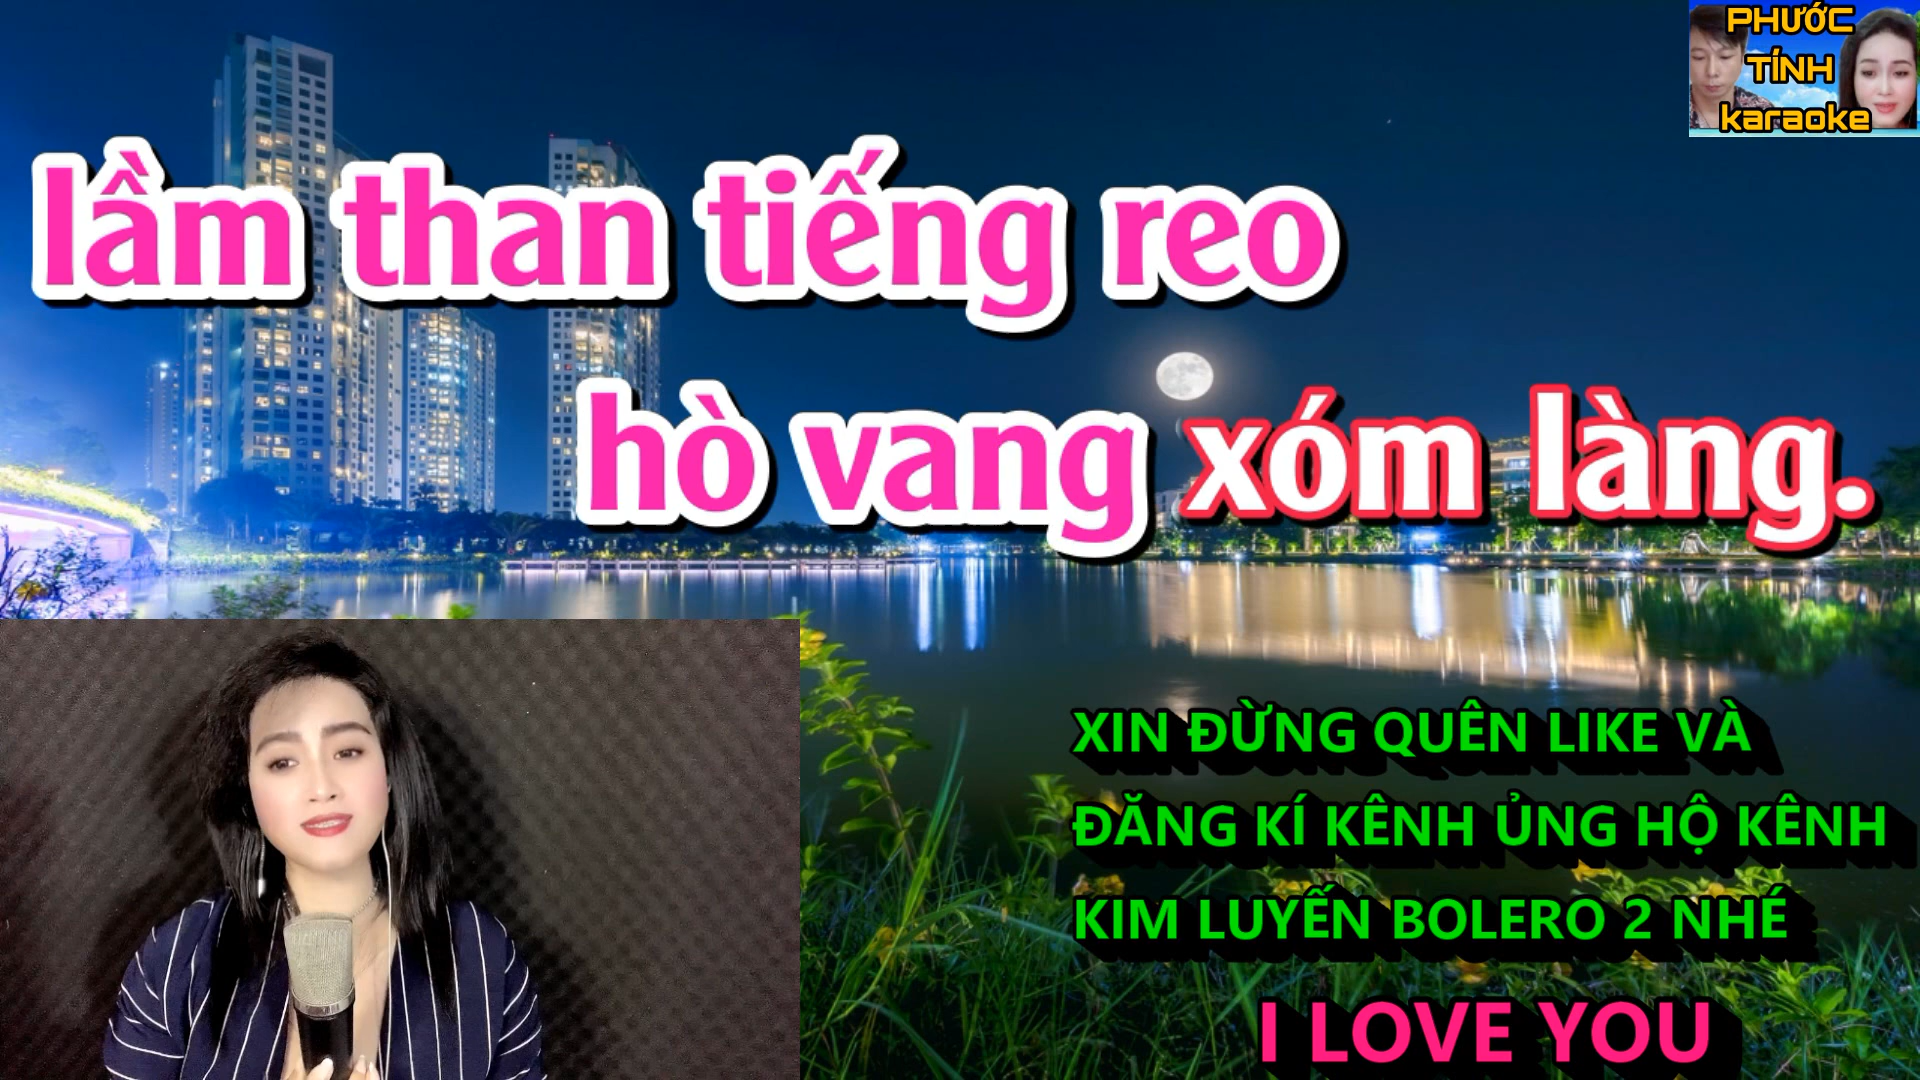 PHƯỚC
TÍNH
karaoke
lầm than tiếng reo
hò vang xóm làng.
XIN ĐỪNG QUÊN LIKE VÀ
ĐĂNG KÍ KÊNH ỦNG HỘ KÊNH
KIM LUYẾN BOLERO 2 NHÉ
I LOVE YOU